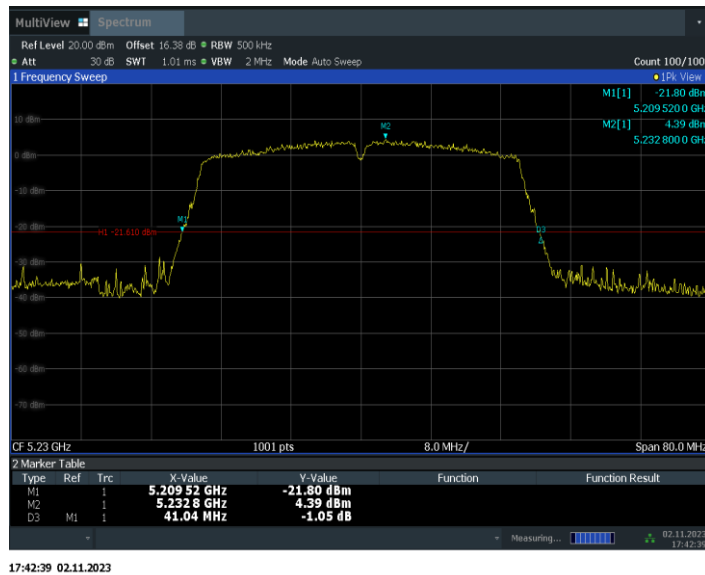 MultiView Spectrum
Ref Level 20.00 dBm Offset 16.38 dB RBW 500 kHz
Att 30 dB SWT 1.01 ms VBW 2 MHz Mode Auto Sweep Count 100/100
1 Frequency Sweep 1Pk View
M1[1] -21.80 dBm
5.209 520 0 GHz
10 dBm
M2[1] 4.39 dBm
5.232 800 0 GHz
M2
0 dBm
-10 dBm
-20 dBm
M1
H1 -21.610 dBm
D3
-30 dBm
-40 dBm
-50 dBm
-60 dBm
-70 dBm
CF 5.23 GHz 1001 pts 8.0 MHz/ Span 80.0 MHz
2 Marker Table
Type Ref Trc X-Value Y-Value Function Function Result
M1 1 5.209 52 GHz -21.80 dBm
M2 1 5.232 8 GHz 4.39 dBm
D3 M1 1 41.04 MHz -1.05 dB
Measuring... 02.11.2023
17:42:39
17:42:39 02.11.2023